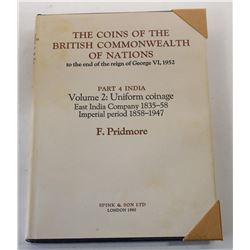 THE COINS OF THE
BRITISH COMMONWEALTH
OF NATIONS
to the end of the reign of George VI, 1952
PART 4 INDIA
Volume 2: Uniform coinage
East India Company 1835–58
Imperial period 1858–1947
F. Pridmore
SPINK & SON LTD
LONDON 1980